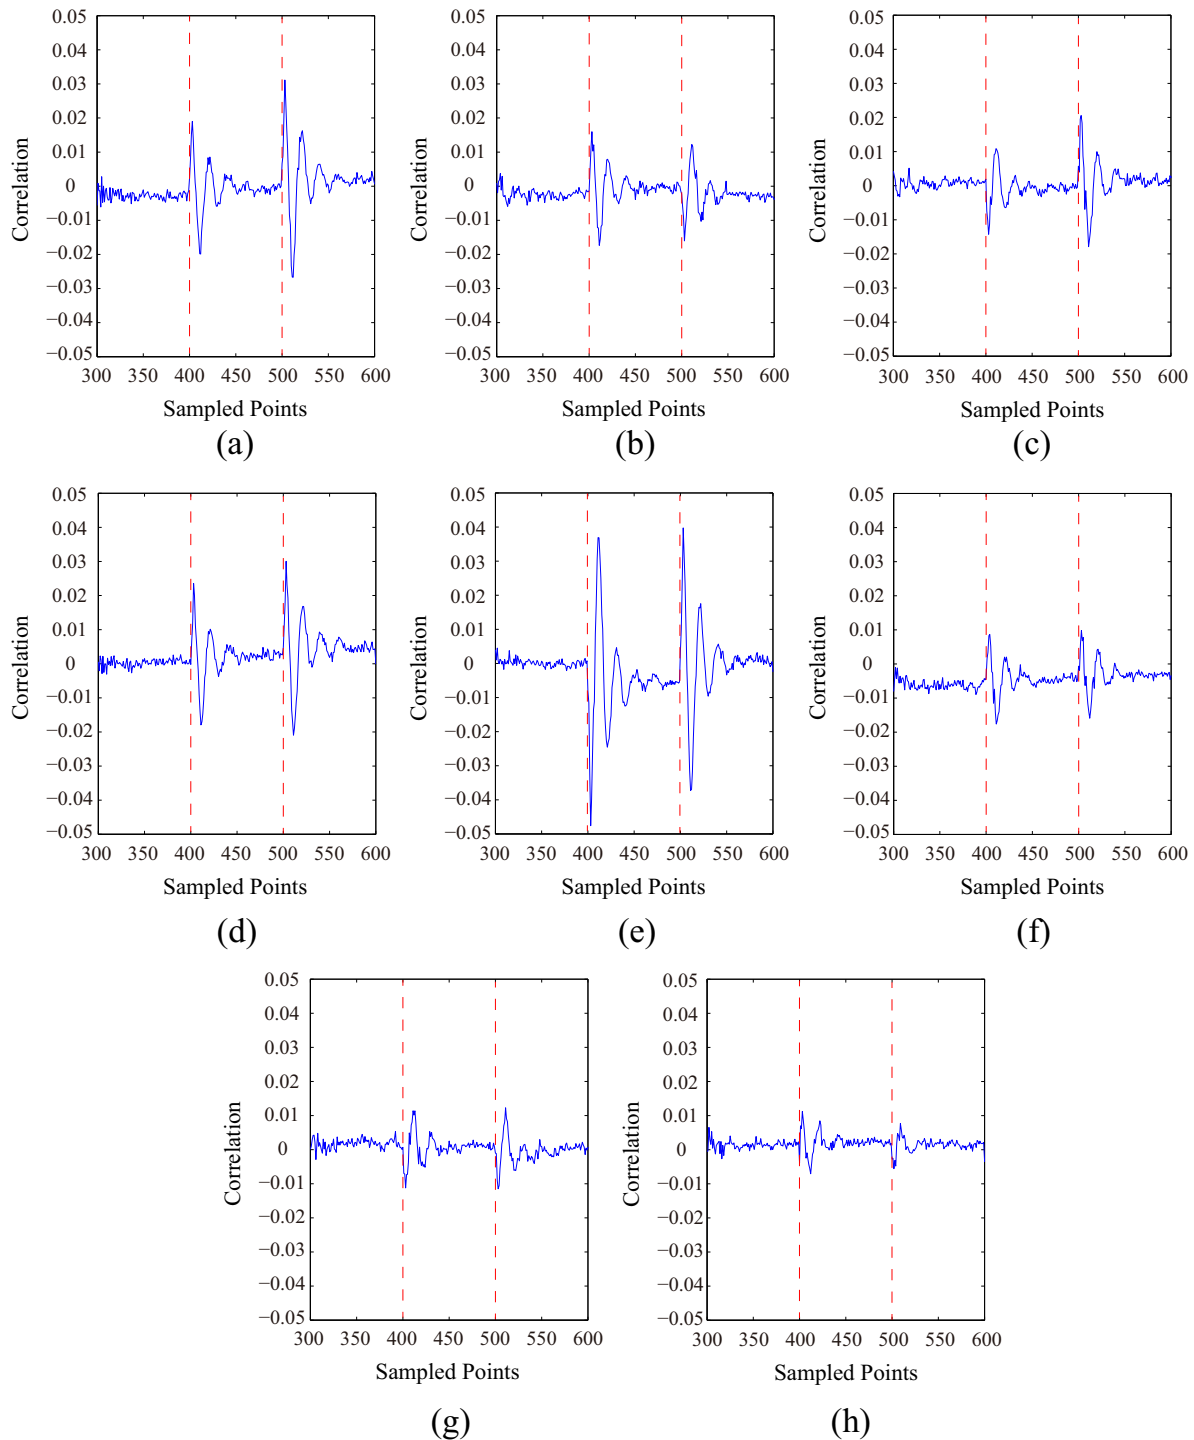 0.05 0.05 0.05
0.04 0.04 0.04
0.03 0.03 0.03
0.02 0.02 0.02
0.01 0.01 0.01
0 0 0
−0.01 −0.01 −0.01
−0.02 −0.02 −0.02
−0.03 −0.03 −0.03
−0.04 −0.04 −0.04
−0.05 −0.05 −0.05
Correlation Correlation Correlation
300 350 400 450 500 550 600 300 350 400 450 500 550 600 300 350 400 450 500 550 600
Sampled Points Sampled Points Sampled Points
(a) (b) (c)
0.05 0.05 0.05
0.04 0.04 0.04
0.03 0.03 0.03
0.02 0.02 0.02
0.01 0.01 0.01
0 0 0
−0.01 −0.01 −0.01
−0.02 −0.02 −0.02
−0.03 −0.03 −0.03
−0.04 −0.04 −0.04
−0.05 −0.05 −0.05
Correlation Correlation Correlation
300 350 400 450 500 550 600 300 350 400 450 500 550 600 300 350 400 450 500 550 600
Sampled Points Sampled Points Sampled Points
(d) (e) (f)
0.05 0.05
0.04 0.04
0.03 0.03
0.02 0.02
0.01 0.01
0 0
−0.01 −0.01
−0.02 −0.02
−0.03 −0.03
−0.04 −0.04
−0.05 −0.05
Correlation Correlation
300 350 400 450 500 550 600 300 350 400 450 500 550 600
Sampled Points Sampled Points
(g) (h)